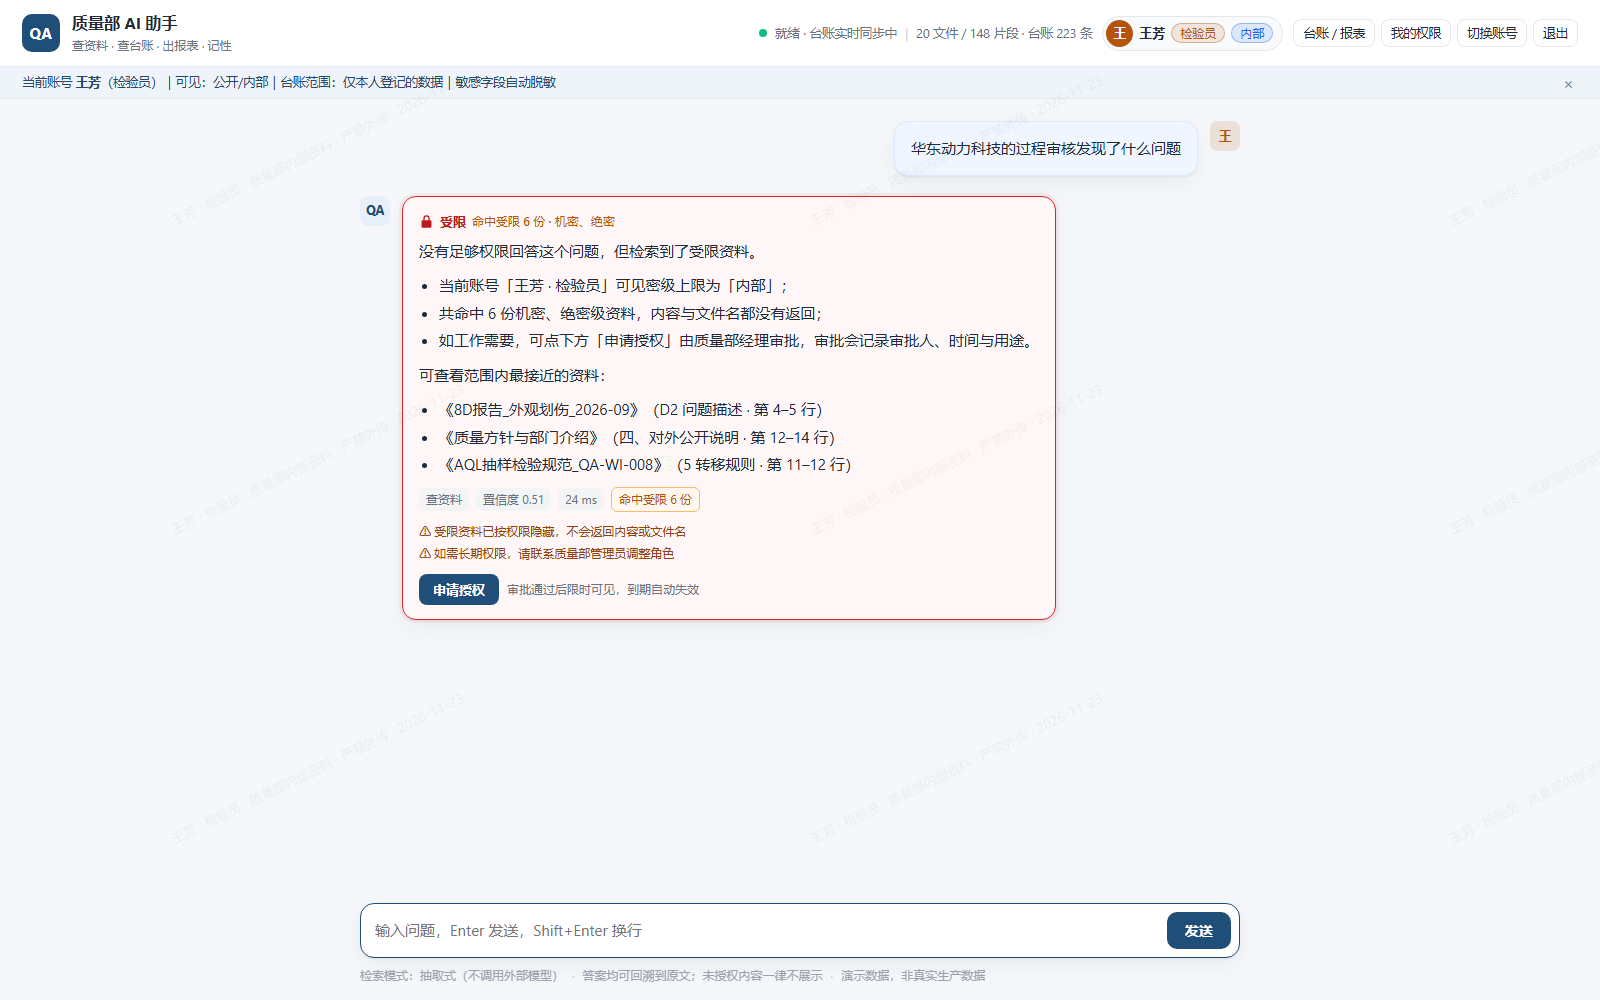 QA
质量部 AI 助手
查资料 · 查台账 · 出报表 · 记性
就绪 · 台账实时同步中 | 20 文件 / 148 片段 · 台账 223 条
王 王芳 检验员 内部
台账 / 报表
我的权限
切换账号
退出
当前账号 王芳（检验员） | 可见：公开/内部 | 台账范围：仅本人登记的数据 | 敏感字段自动脱敏
×
华东动力科技的过程审核发现了什么问题
王
QA
受限 命中受限 6 份 · 机密、绝密
没有足够权限回答这个问题，但检索到了受限资料。
• 当前账号「王芳 · 检验员」可见密级上限为「内部」；
• 共命中 6 份机密、绝密级资料，内容与文件名都没有返回；
• 如工作需要，可点下方「申请授权」由质量部经理审批，审批会记录审批人、时间与用途。
可查看范围内最接近的资料：
• 《8D报告_外观划伤_2026-09》（D2 问题描述 · 第 4–5 行）
• 《质量方针与部门介绍》（四、对外公开说明 · 第 12–14 行）
• 《AQL抽样检验规范_QA-WI-008》（5 转移规则 · 第 11–12 行）
查资料 置信度 0.51 24 ms 命中受限 6 份
⚠ 受限资料已按权限隐藏，不会返回内容或文件名
⚠ 如需长期权限，请联系质量部管理员调整角色
申请授权 审批通过后限时可见，到期自动失效
王芳 · 检验员 · 质量部内部资料 · 严禁外传 · 2026-11-23
输入问题，Enter 发送，Shift+Enter 换行
发送
检索模式：抽取式（不调用外部模型） · 答案均可回溯到原文；未授权内容一律不展示 · 演示数据，非真实生产数据